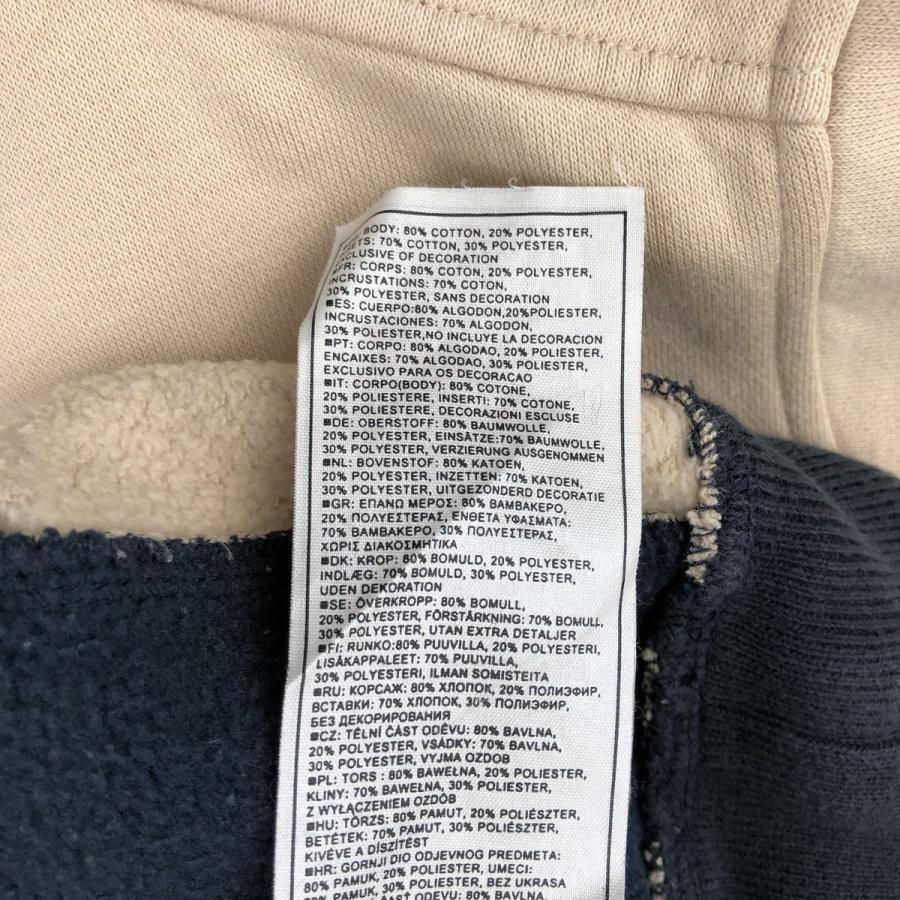 BODY: 80% COTTON, 20% POLYESTER,
70% COTTON, 30% POLYESTER,
EXCLUSIVE OF DECORATION
■FR: CORPS: 80% COTON, 20% POLYESTER,
INCRUSTATIONS: 70% COTON,
30% POLYESTER, SANS DECORATION
■ES: CUERPO:80% ALGODON,20%POLIESTER,
INCRUSTACIONES: 70% ALGODON,
30% POLIESTER,NO INCLUYE LA DECORACION
■PT: CORPO: 80% ALGODAO, 20% POLIESTER,
ENCAIXES: 70% ALGODAO, 30% POLIESTER,
EXCLUSIVO PARA OS DECORACAO
■IT: CORPO(BODY): 80% COTONE,
20% POLIESTERE, INSERTI: 70% COTONE,
30% POLIESTERE, DECORAZIONI ESCLUSE
■DE: OBERSTOFF: 80% BAUMWOLLE,
20% POLYESTER, EINSÄTZE:70% BAUMWOLLE,
30% POLYESTER, VERZIERUNG AUSGENOMMEN
■NL: BOVENSTOF: 80% KATOEN,
20% POLYESTER, INZETTEN: 70% KATOEN,
30% POLYESTER, UITGEZONDERD DECORATIE
■GR: ΕΠΑΝΩ ΜΕΡΟΣ: 80% ΒΑΜΒΑΚΕΡΟ,
20% ΠΟΛΥΕΣΤΕΡΑΣ, ΕΝΘΕΤΑ ΥΦΑΣΜΑΤΑ:
70% ΒΑΜΒΑΚΕΡΟ, 30% ΠΟΛΥΕΣΤΕΡΑΣ,
ΧΩΡΙΣ ΔΙΑΚΟΣΜΗΤΙΚΑ
■DK: KROP: 80% BOMULD, 20% POLYESTER,
INDLÆG: 70% BOMULD, 30% POLYESTER,
UDEN DEKORATION
■SE: ÖVERKROPP: 80% BOMULL,
20% POLYESTER, FÖRSTÄRKNING: 70% BOMULL,
30% POLYESTER, UTAN EXTRA DETALJER
■FI: RUNKO:80% PUUVILLA, 20% POLYESTERI,
LISÄKAPPALEET: 70% PUUVILLA,
30% POLYESTERI, ILMAN SOMISTEITA
■RU: КОРСАЖ: 80% ХЛОПОК, 20% ПОЛИЭФИР,
ВСТАВКИ: 70% ХЛОПОК, 30% ПОЛИЭФИР,
БЕЗ ДЕКОРИРОВАНИЯ
■CZ: TĚLNÍ ČÁST ODĚVU: 80% BAVLNA,
20% POLYESTER, VSÁDKY: 70% BAVLNA,
30% POLYESTER, VYJMA OZDOB
■PL: TORS : 80% BAWEŁNA, 20% POLIESTER,
KLINY: 70% BAWEŁNA, 30% POLIESTER,
Z WYŁĄCZENIEM OZDÓB
■HU: TÖRZS: 80% PAMUT, 20% POLIÉSZTER,
BETÉTEK: 70% PAMUT, 30% POLIÉSZTER,
KIVÉVE A DÍSZÍTÉST
■HR: GORNJI DIO ODJEVNOG PREDMETA:
80% PAMUK, 20% POLIESTER, UMECI:
70% PAMUK, 30% POLIESTER, BEZ UKRASA
ČASŤ ODEVU: 80% BAVLNA,